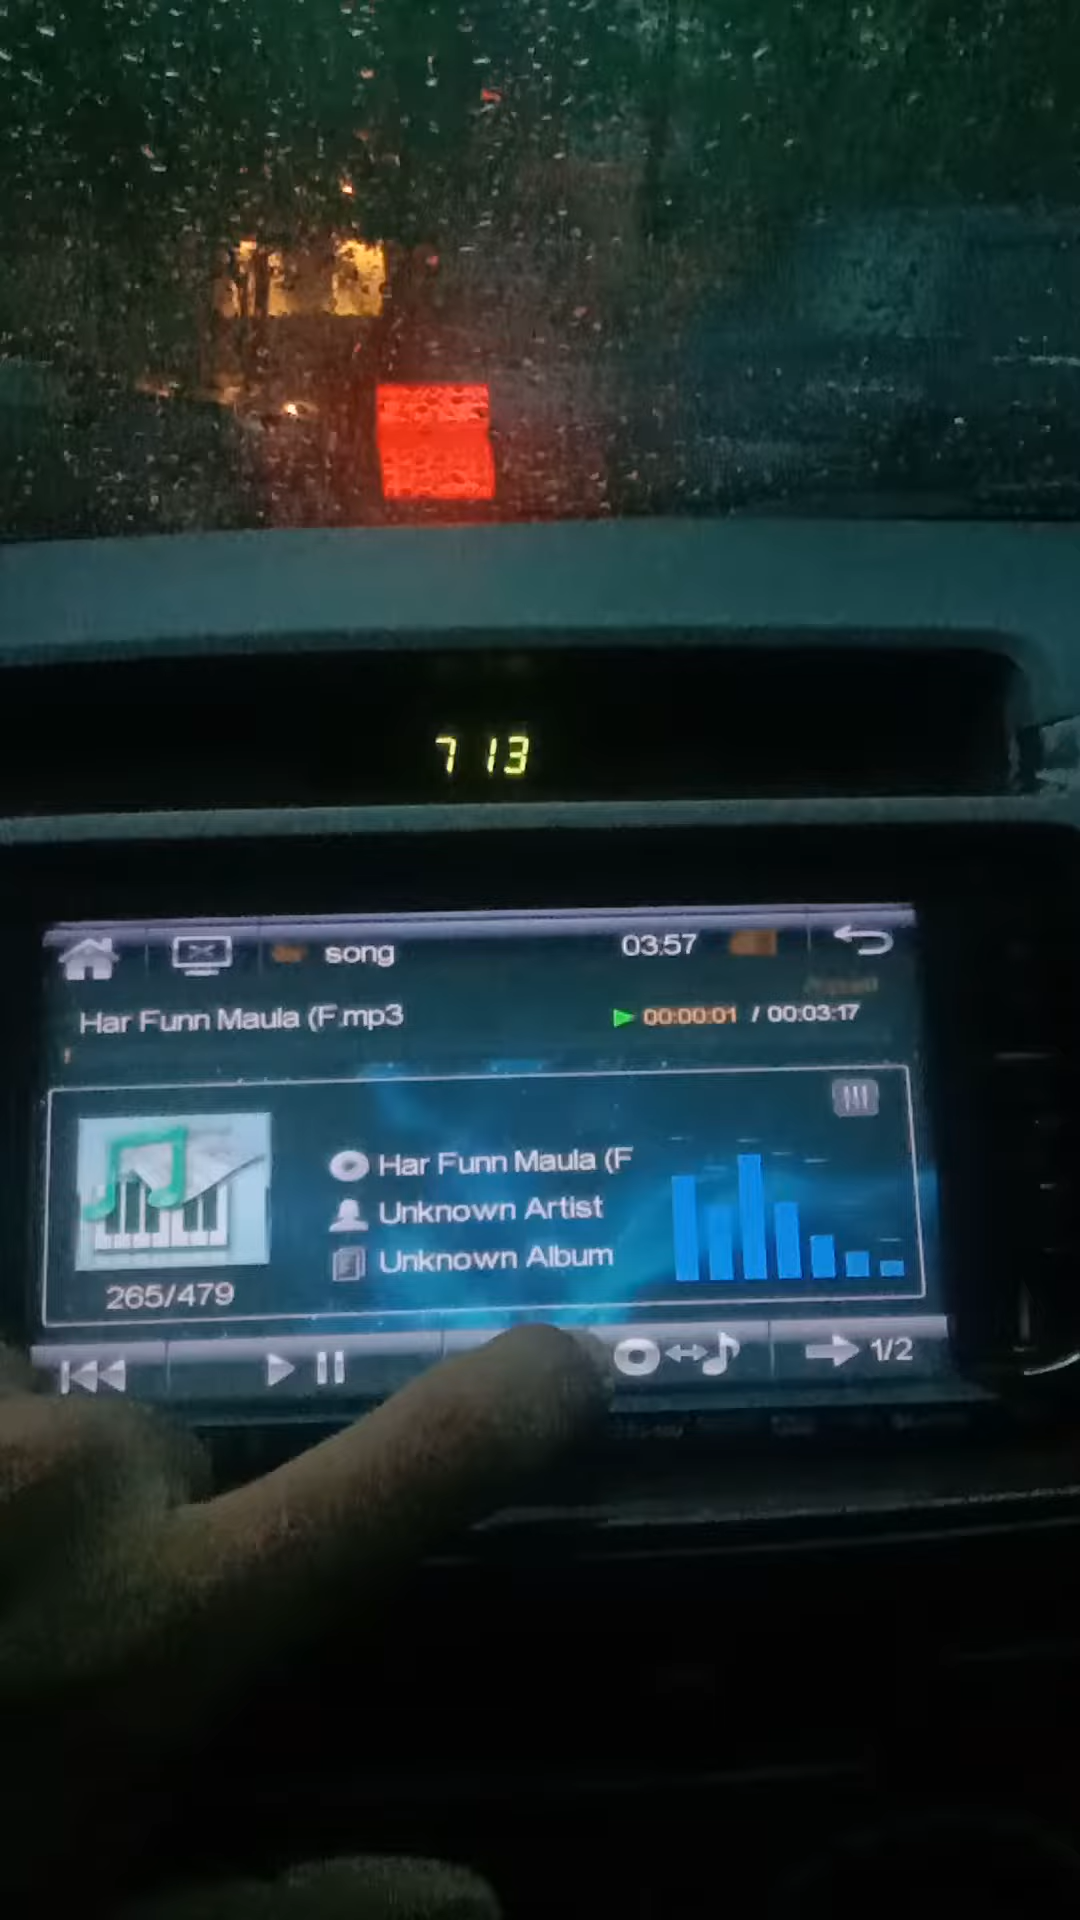 7 13
song
03:57
Har Funn Maula (F.mp3
00:00:01 / 00:03:17
Har Funn Maula (F
Unknown Artist
Unknown Album
265/479
1/2